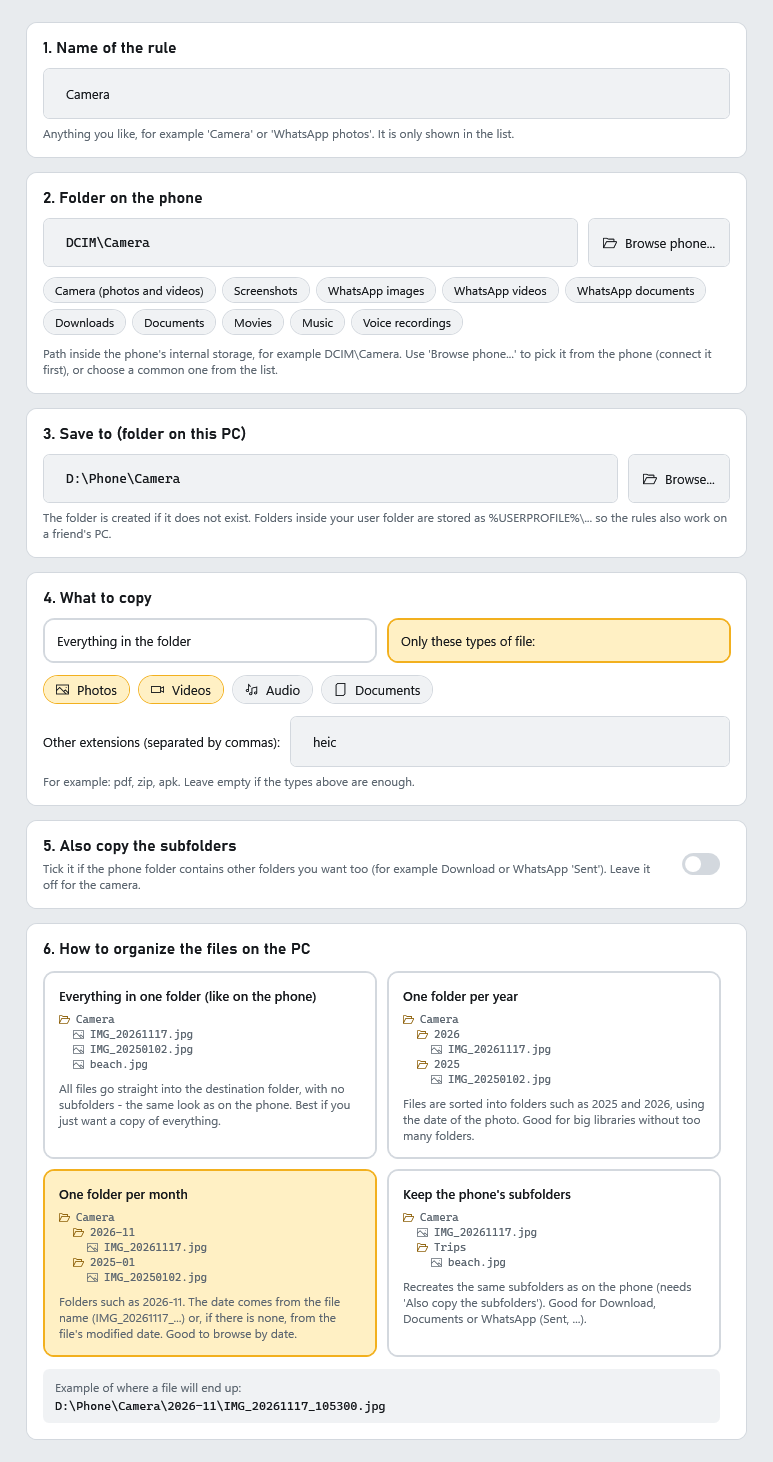 1. Name of the rule
Camera
Anything you like, for example 'Camera' or 'WhatsApp photos'. It is only shown in the list.
2. Folder on the phone
DCIM\Camera
Browse phone...
Camera (photos and videos)
Screenshots
WhatsApp images
WhatsApp videos
WhatsApp documents
Downloads
Documents
Movies
Music
Voice recordings
Path inside the phone's internal storage, for example DCIM\Camera. Use 'Browse phone...' to pick it from the phone (connect it
first), or choose a common one from the list.
3. Save to (folder on this PC)
D:\Phone\Camera
Browse...
The folder is created if it does not exist. Folders inside your user folder are stored as %USERPROFILE%\... so the rules also work on
a friend's PC.
4. What to copy
Everything in the folder
Only these types of file:
Photos
Videos
Audio
Documents
Other extensions (separated by commas):
heic
For example: pdf, zip, apk. Leave empty if the types above are enough.
5. Also copy the subfolders
Tick it if the phone folder contains other folders you want too (for example Download or WhatsApp 'Sent'). Leave it
off for the camera.
6. How to organize the files on the PC
Everything in one folder (like on the phone)
Camera
IMG_20261117.jpg
IMG_20250102.jpg
beach.jpg
All files go straight into the destination folder, with no
subfolders - the same look as on the phone. Best if you
just want a copy of everything.
One folder per year
Camera
2026
IMG_20261117.jpg
2025
IMG_20250102.jpg
Files are sorted into folders such as 2025 and 2026, using
the date of the photo. Good for big libraries without too
many folders.
One folder per month
Camera
2026-11
IMG_20261117.jpg
2025-01
IMG_20250102.jpg
Folders such as 2026-11. The date comes from the file
name (IMG_20261117_...) or, if there is none, from the
file's modified date. Good to browse by date.
Keep the phone's subfolders
Camera
IMG_20261117.jpg
Trips
beach.jpg
Recreates the same subfolders as on the phone (needs
'Also copy the subfolders'). Good for Download,
Documents or WhatsApp (Sent, ...).
Example of where a file will end up:
D:\Phone\Camera\2026-11\IMG_20261117_105300.jpg